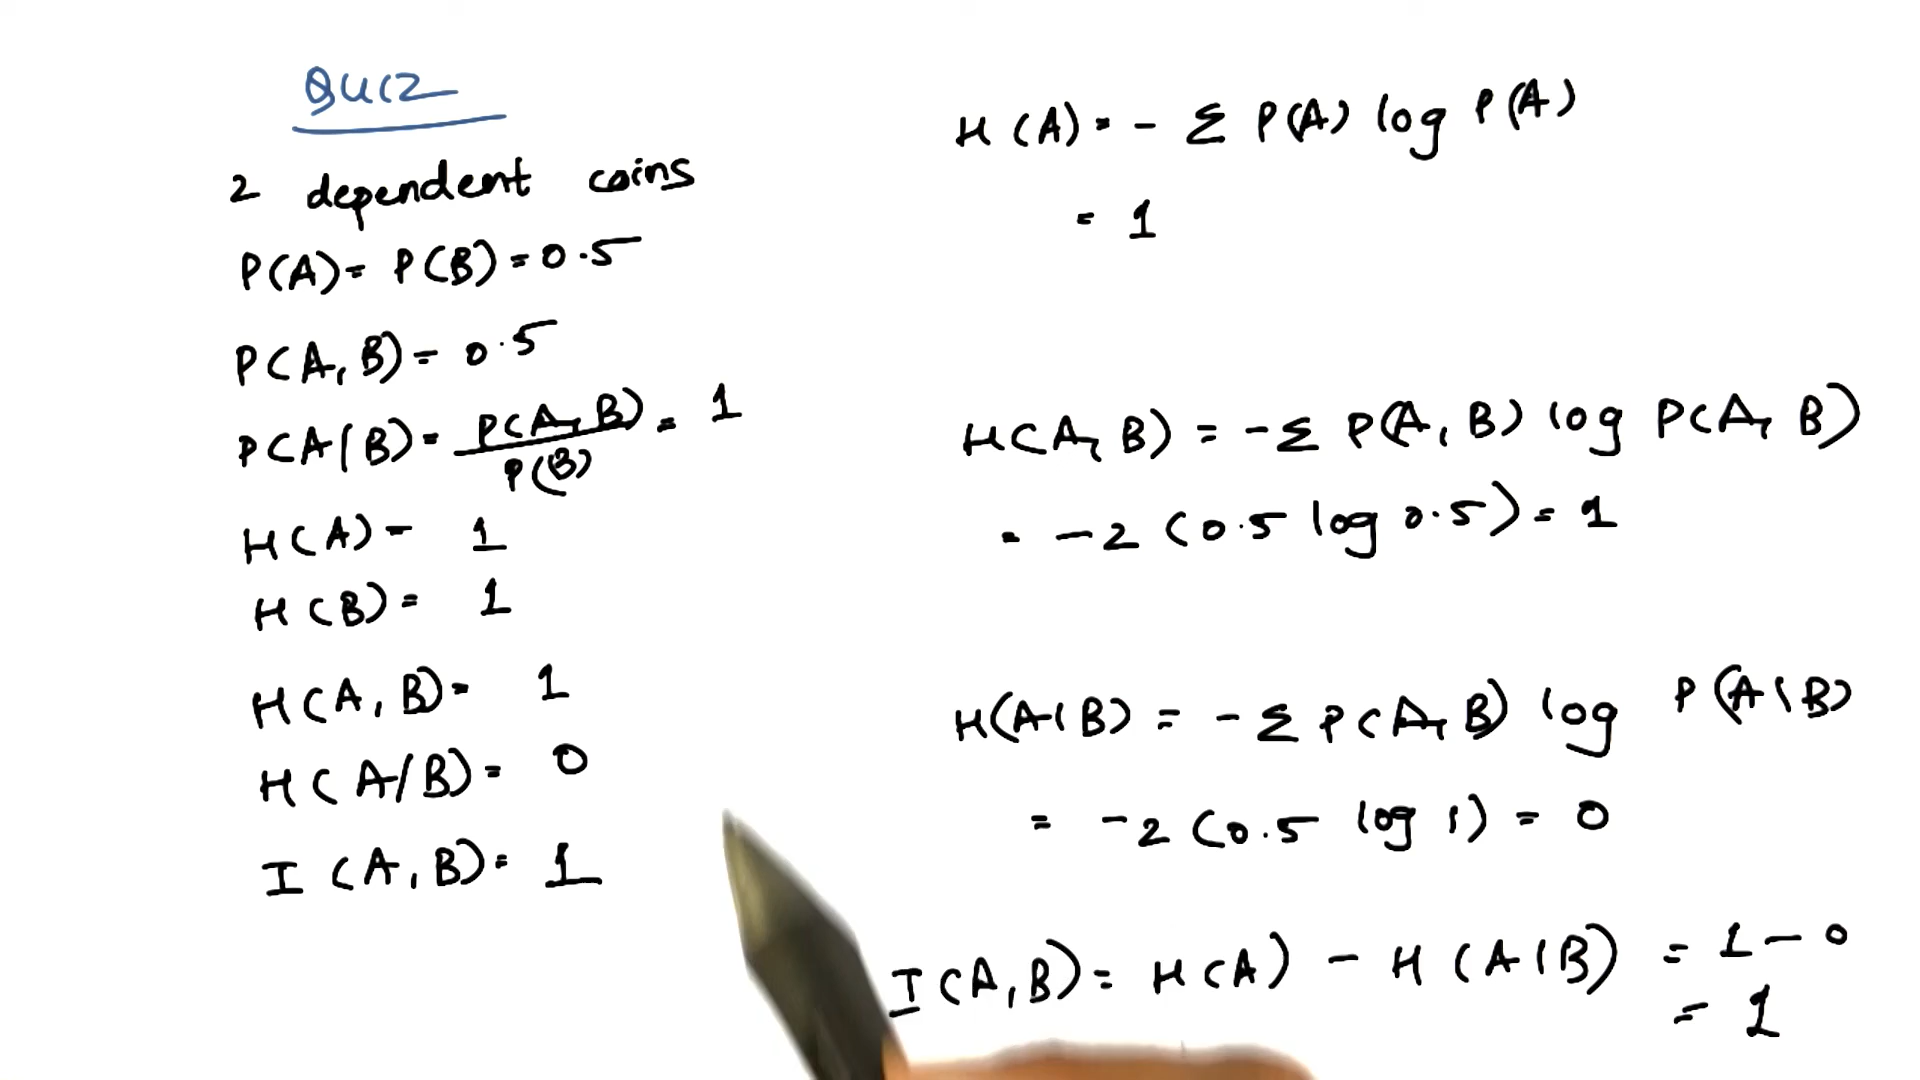 QUIZ
2 dependent coins
P(A)= P(B)=0.5
P(A,B)= 0.5
P(A|B)= P(A,B)/P(B) = 1
H(A)= 1
H(B)= 1
H(A,B)= 1
H(A/B)= 0
I(A,B)= 1
H(A)= - Σ P(A) log P(A)
= 1
H(A,B) = -Σ P(A,B) log P(A,B)
= -2 (0.5 log 0.5)= 1
H(A|B) = -Σ P(A,B) log P(A|B)
= -2 (0.5 log 1) = 0
I(A,B)= H(A) - H(A|B) = 1-0
= 1